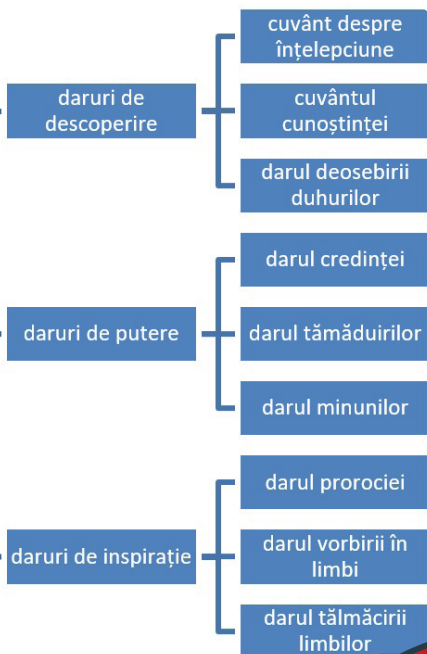 daruri de
descoperire
cuvânt despre
înțelepciune
cuvântul
cunoștinței
darul deosebirii
duhurilor
daruri de putere
darul credinței
darul tămăduirilor
darul minunilor
daruri de inspirație
darul prorociei
darul vorbirii în
limbi
darul tălmăcirii
limbilor